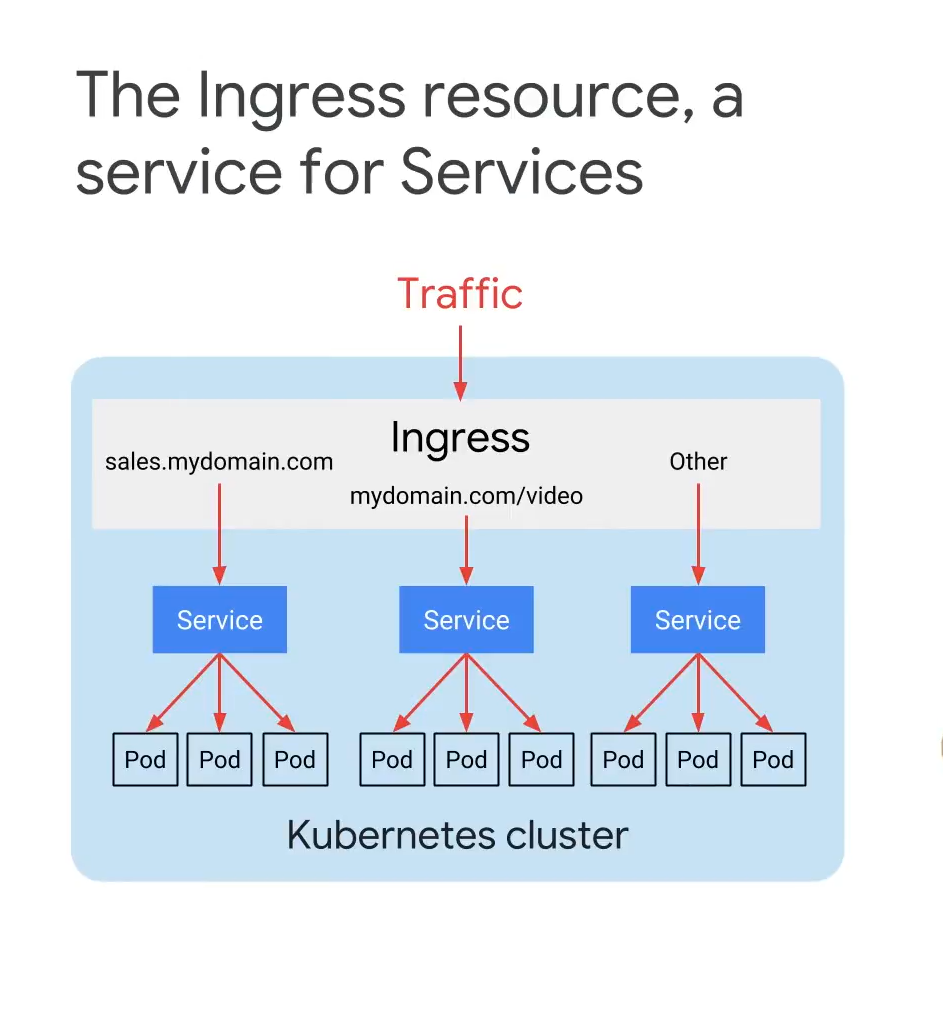 The Ingress resource, a
service for Services
Traffic
Ingress
sales.mydomain.com
mydomain.com/video
Other
Service
Service
Service
Pod
Pod
Pod
Pod
Pod
Pod
Pod
Pod
Pod
Kubernetes cluster